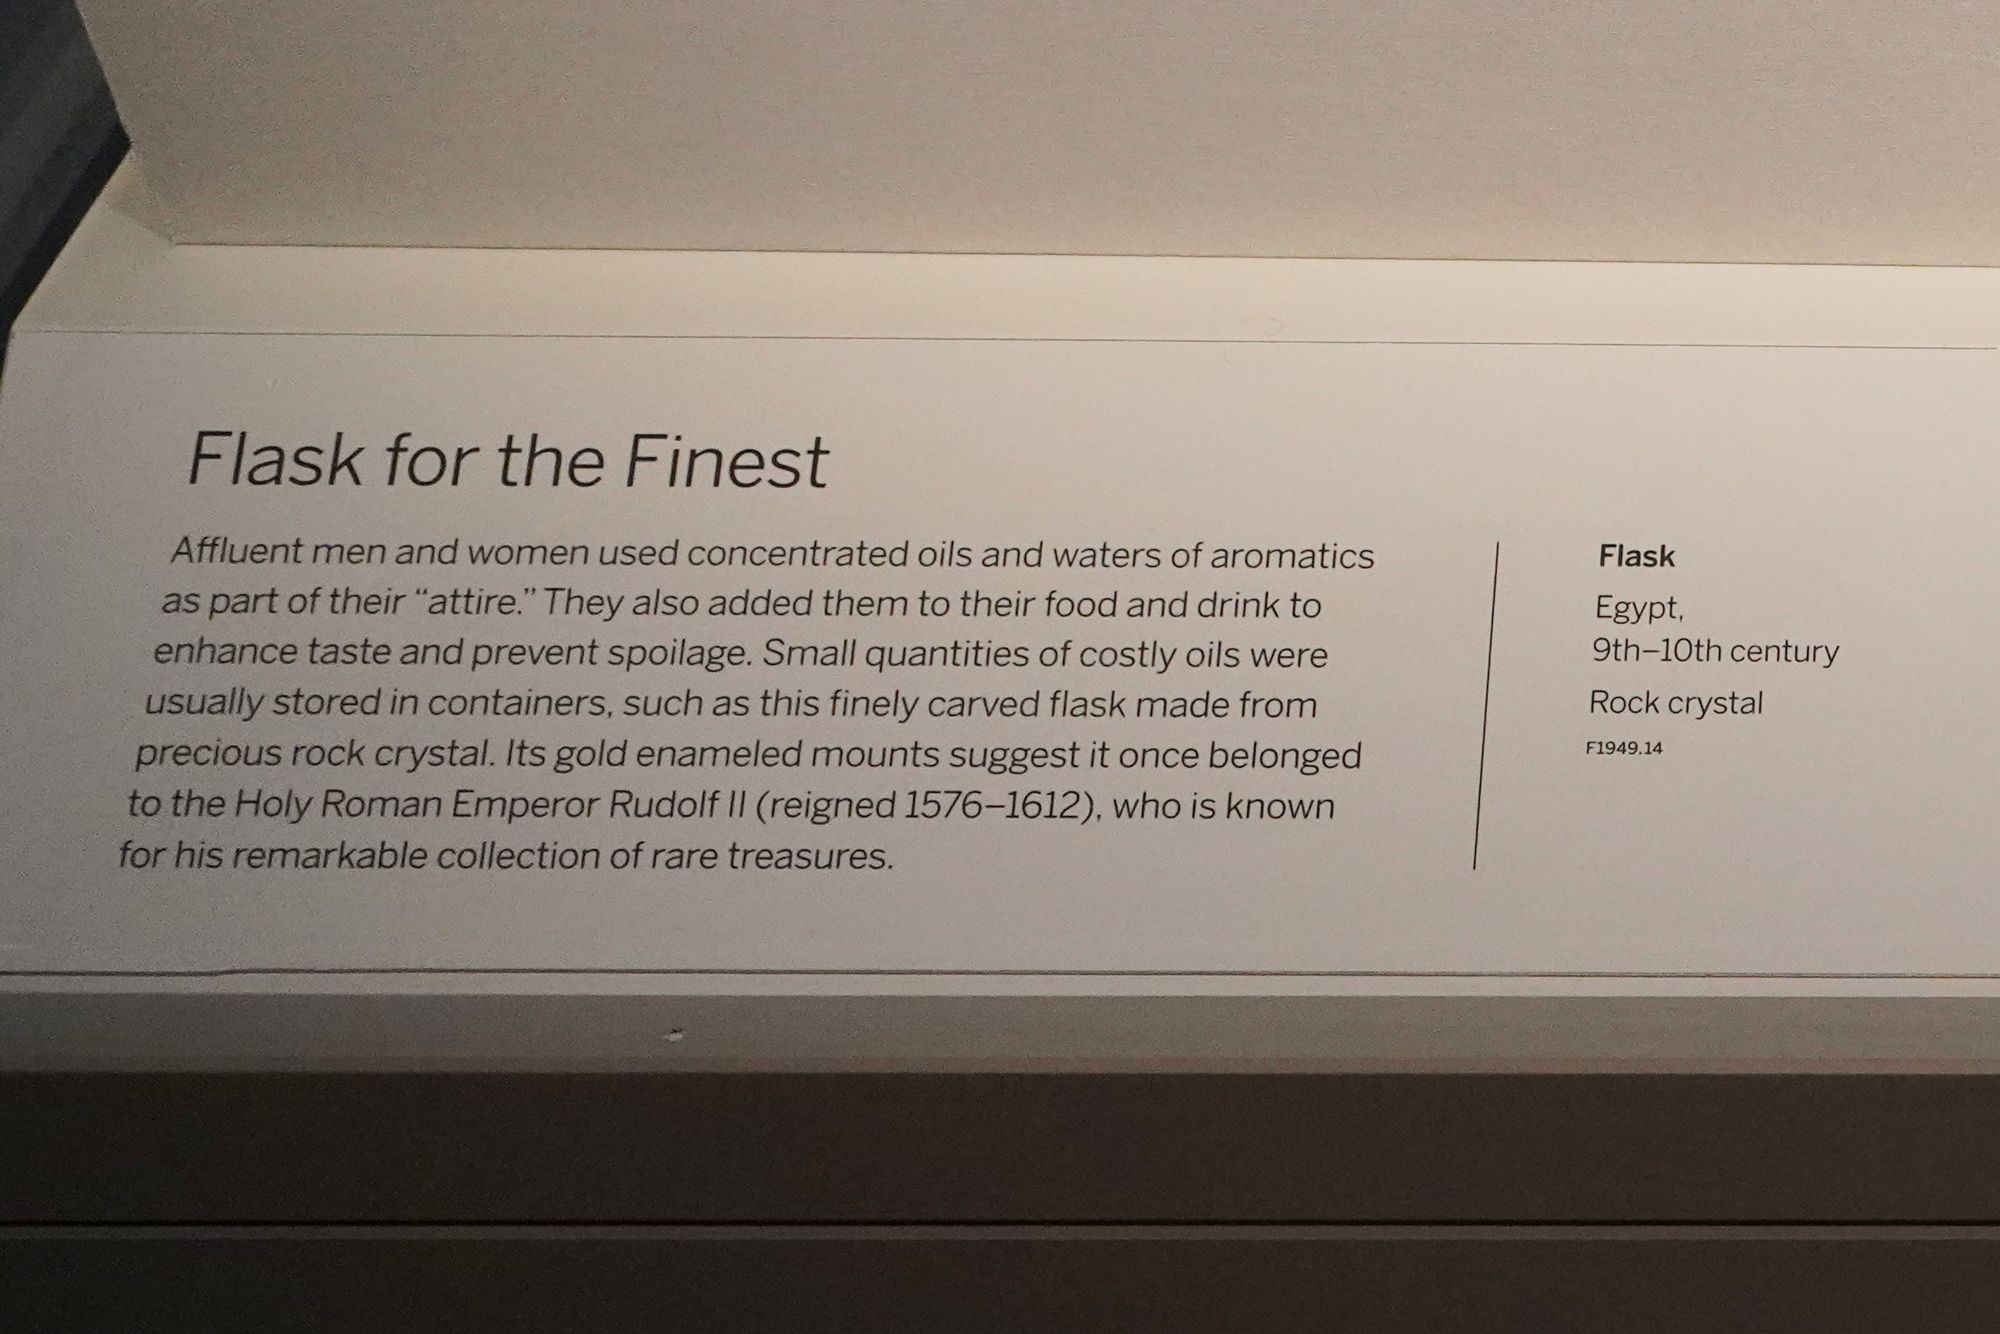 Flask for the Finest
Affluent men and women used concentrated oils and waters of aromatics
as part of their “attire.” They also added them to their food and drink to
enhance taste and prevent spoilage. Small quantities of costly oils were
usually stored in containers, such as this finely carved flask made from
precious rock crystal. Its gold enameled mounts suggest it once belonged
to the Holy Roman Emperor Rudolf II (reigned 1576–1612), who is known
for his remarkable collection of rare treasures.
Flask
Egypt,
9th–10th century
Rock crystal
F1949.14